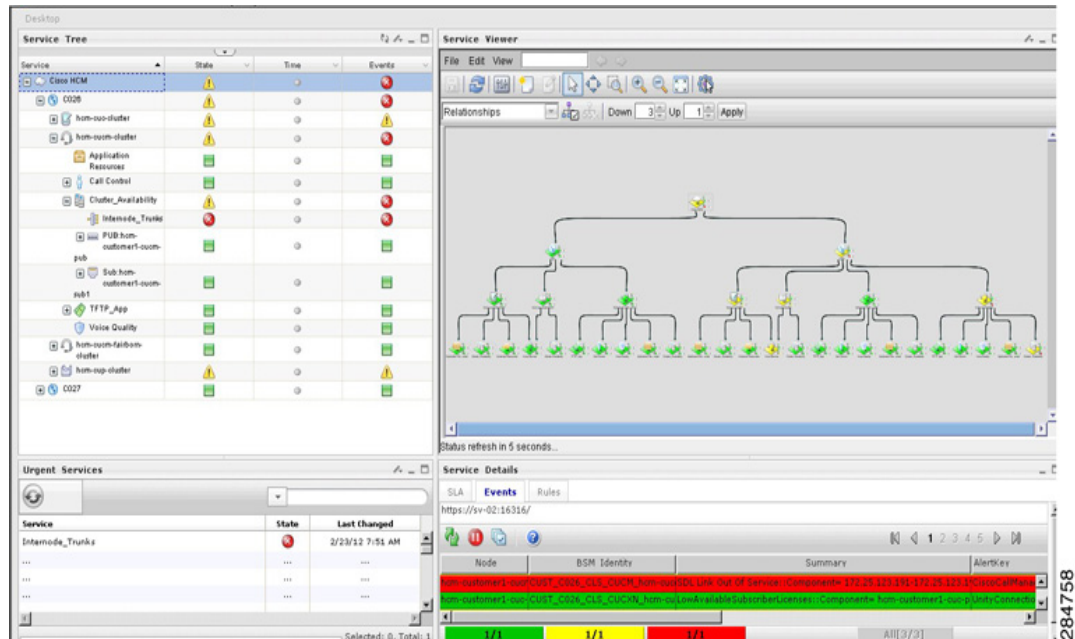 Desktop
Service Tree
Service State Time Events
Cisco HCM
C026
hcm-cuc-cluster
hcm-cucm-cluster
Application
Resources
Call Control
Cluster_Availability
Internode_Trunks
PUB:hcm-
customer1-cucm-
pub
Sub:hcm-
customer1-cucm-
sub1
TFTP_App
Voice Quality
hcm-cucm-fairborn-
cluster
hcm-cup-cluster
C027
Service Viewer
File Edit View
Relationships Down 3 Up 1 Apply
Status refresh in 5 seconds...
Urgent Services
Service State Last Changed
Internode_Trunks 2/23/12 7:51 AM
... ...
... ...
... ...
Selected: 0, Total: 1
Service Details
SLA Events Rules
https://sv-02:16316/
1 2 3 4 5
Node BSM Identity Summary AlertKey
hcm-customer1-cuc CUST_C026_CLS_CUCM_hcm-cuc SDL Link Out Of Service::Component= 172.25.123.191-172.25.123.1 CiscoCallMana
hcm-customer1-cuc- CUST_C026_CLS_CUCXN_hcm-cu LowAvailableSubscriberLicenses::Component= hcm-customer1-cuc-p UnityConnectio
1/1 1/1 1/1 All[3/3]
284758